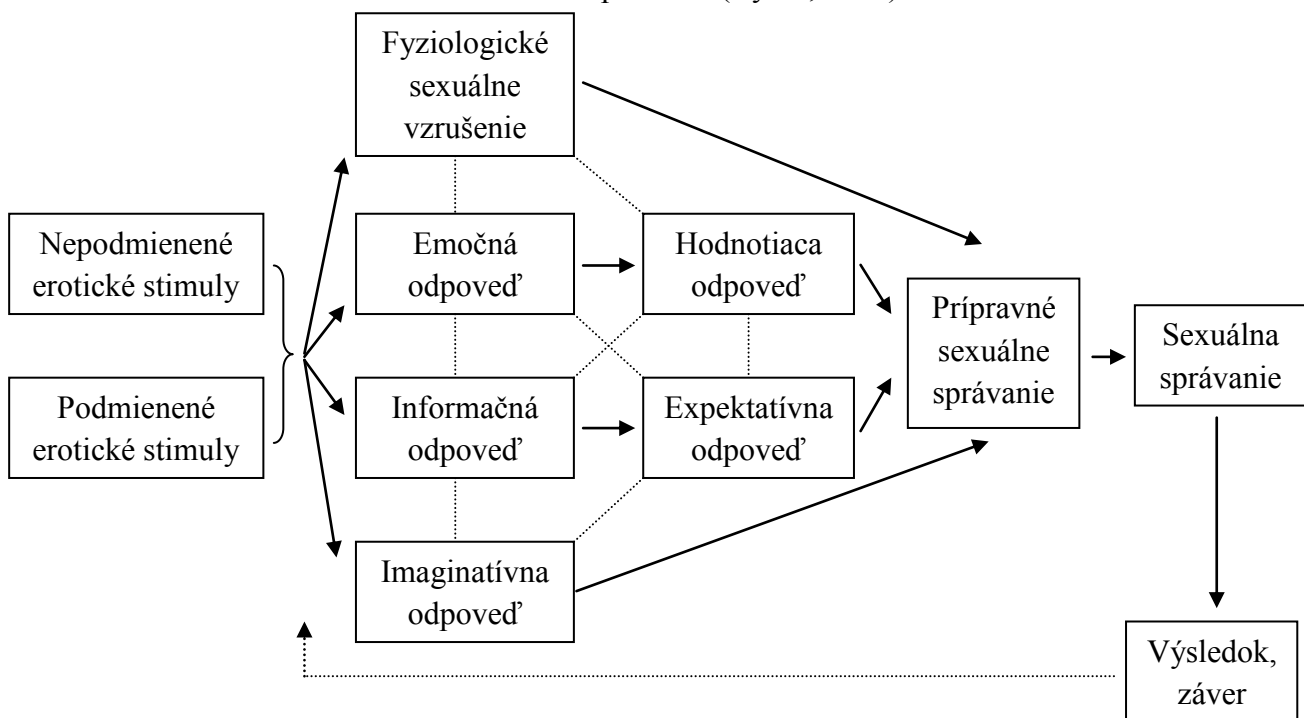 Fyziologické
sexuálne
vzrušenie
Nepodmienené
erotické stimuly
Emočná
odpoveď
Hodnotiaca
odpoveď
Prípravné
sexuálne
správanie
Sexuálna
správanie
Podmienené
erotické stimuly
Informačná
odpoveď
Expektatívna
odpoveď
Imaginatívna
odpoveď
Výsledok,
záver